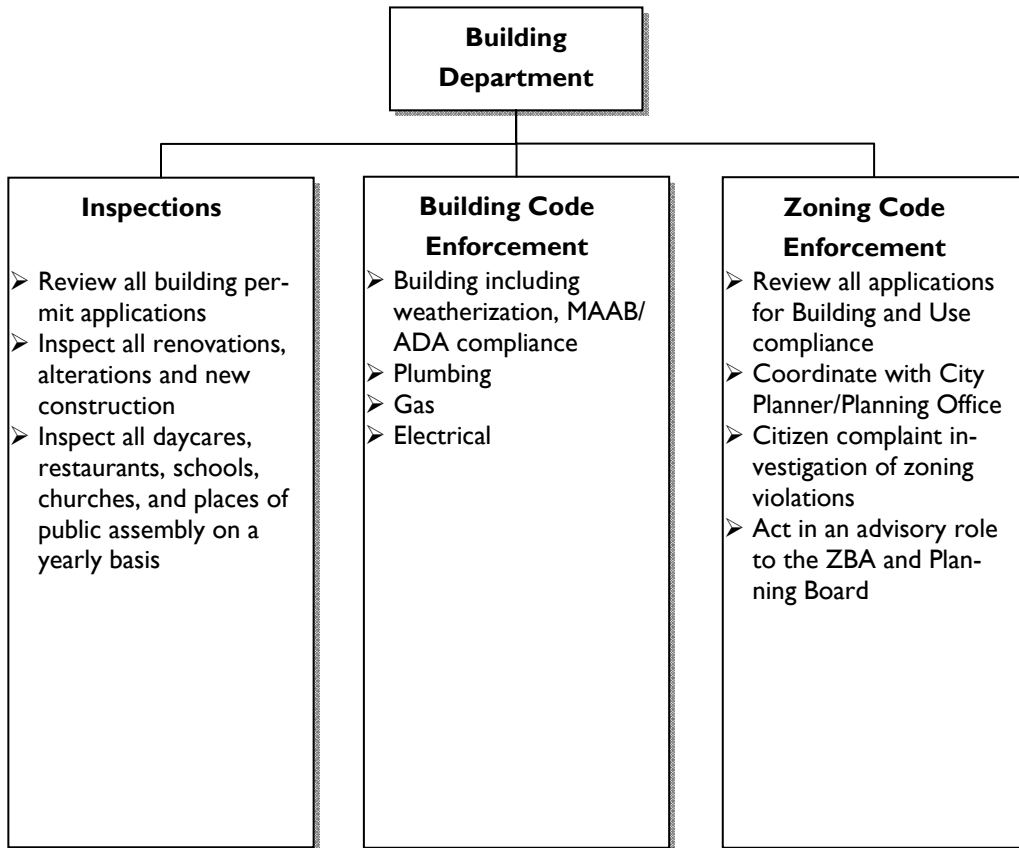 Building
Department
Inspections
➢ Review all building per-
mit applications
➢ Inspect all renovations,
alterations and new
construction
➢ Inspect all daycares,
restaurants, schools,
churches, and places of
public assembly on a
yearly basis
Building Code
Enforcement
➢ Building including
weatherization, MAAB/
ADA compliance
➢ Plumbing
➢ Gas
➢ Electrical
Zoning Code
Enforcement
➢ Review all applications
for Building and Use
compliance
➢ Coordinate with City
Planner/Planning Office
➢ Citizen complaint in-
vestigation of zoning
violations
➢ Act in an advisory role
to the ZBA and Plan-
ning Board